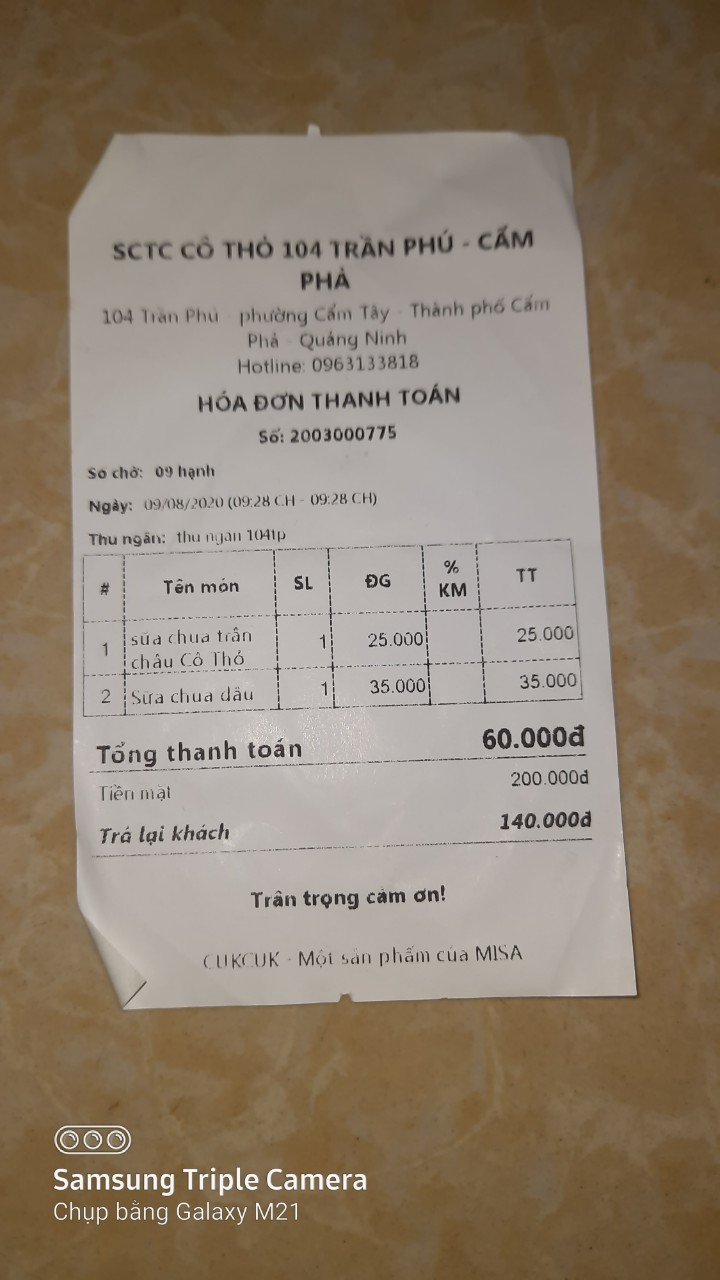 SCTC CÔ THỎ 104 TRẦN PHÚ - CẨM
PHẢ
104 Trần Phú - phường Cẩm Tây - Thành phố Cẩm
Phả - Quảng Ninh
Hotline: 0963133818
HÓA ĐƠN THANH TOÁN
Số: 2003000775
Số chờ: 09 hạnh
Ngày: 09/08/2020 (09:28 CH - 09:28 CH)
Thu ngân: thu ngan 104tp
# Tên món SL ĐG % KM TT
1 sữa chua trân châu Cô Thỏ 1 25.000 25.000
2 Sữa chua dâu 1 35.000 35.000
Tổng thanh toán 60.000đ
Tiền mặt 200.000đ
Trả lại khách 140.000đ
Trân trọng cảm ơn!
CUKCUK - Một sản phẩm của MISA
Samsung Triple Camera
Chụp bằng Galaxy M21